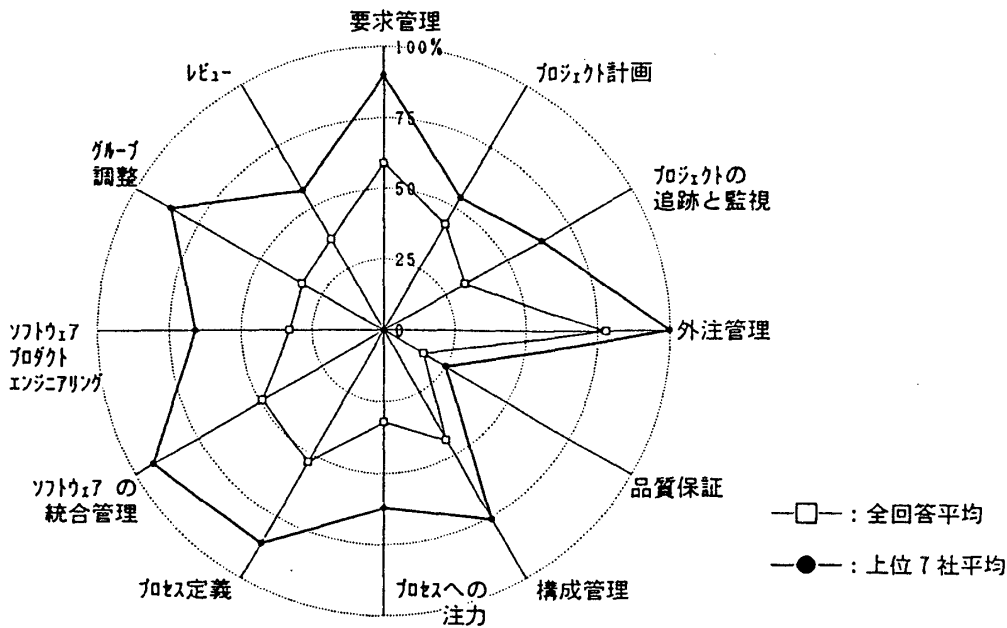 要求管理
100%
レビュー
プロジェクト計画
75
グループ
調整
プロジェクトの
追跡と監視
50
25
0
外注管理
ソフトウェア
プロダクト
エンジニアリング
ソフトウェア の
統合管理
品質保証
プロセス定義
プロセスへの
注力
構成管理
：全回答平均
：上位7社平均